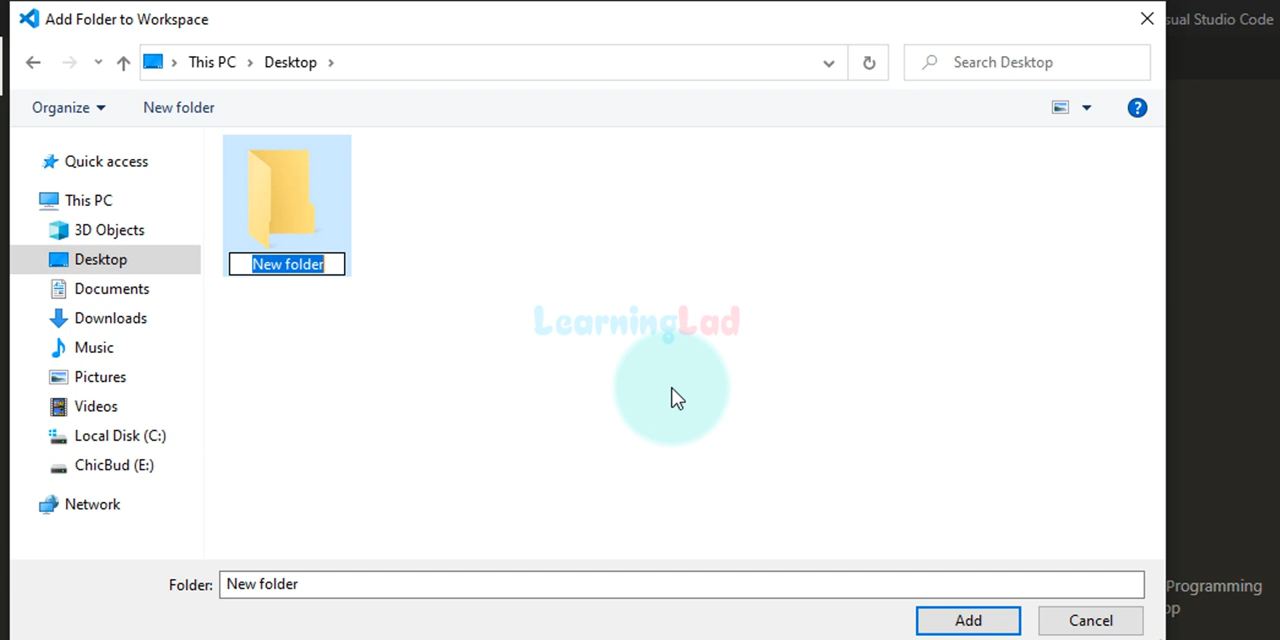 Add Folder to Workspace
sual Studio Code
This PC
Desktop
Search Desktop
Organize
New folder
?
Quick access
This PC
3D Objects
Desktop
Documents
Downloads
Music
Pictures
Videos
Local Disk (C:)
ChicBud (E:)
Network
New folder
LearningLad
Folder:
New folder
Add
Cancel
Programming
op